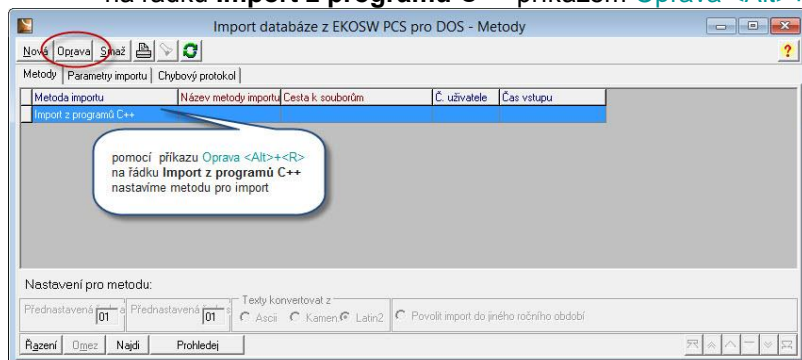 na řádku Import z programů C++ příkazem Oprava <Alt>+
Import databáze z EKOSW PCS pro DOS - Metody
Nová Oprava Smaž ?
Metody Parametry importu Chybový protokol
Metoda importu Název metody importu Cesta k souborům Č. uživatele Čas vstupu
Import z programů C++
pomocí příkazu Oprava <Alt>+<R>
na řádku Import z programů C++
nastavíme metodu pro import
Nastavení pro metodu:
Texty konvertovat z
Přednastavená 01 Přednastavená 01 Ascii Kamen Latin2 Povolit import do jiného ročního období
Řazení Omez Najdi Prohledej